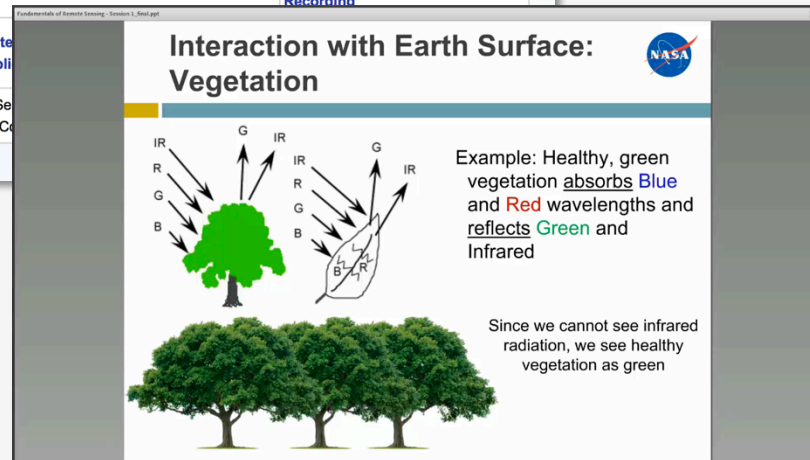 Recording
Fundamentals of Remote Sensing - Session 1_final.ppt
Interaction with Earth Surface:
Vegetation
NASA
IR
R
G
B
G
IR
IR
R
G
B
G
IR
B
R
Example: Healthy, green
vegetation absorbs Blue
and Red wavelengths and
reflects Green and
Infrared
Since we cannot see infrared
radiation, we see healthy
vegetation as green